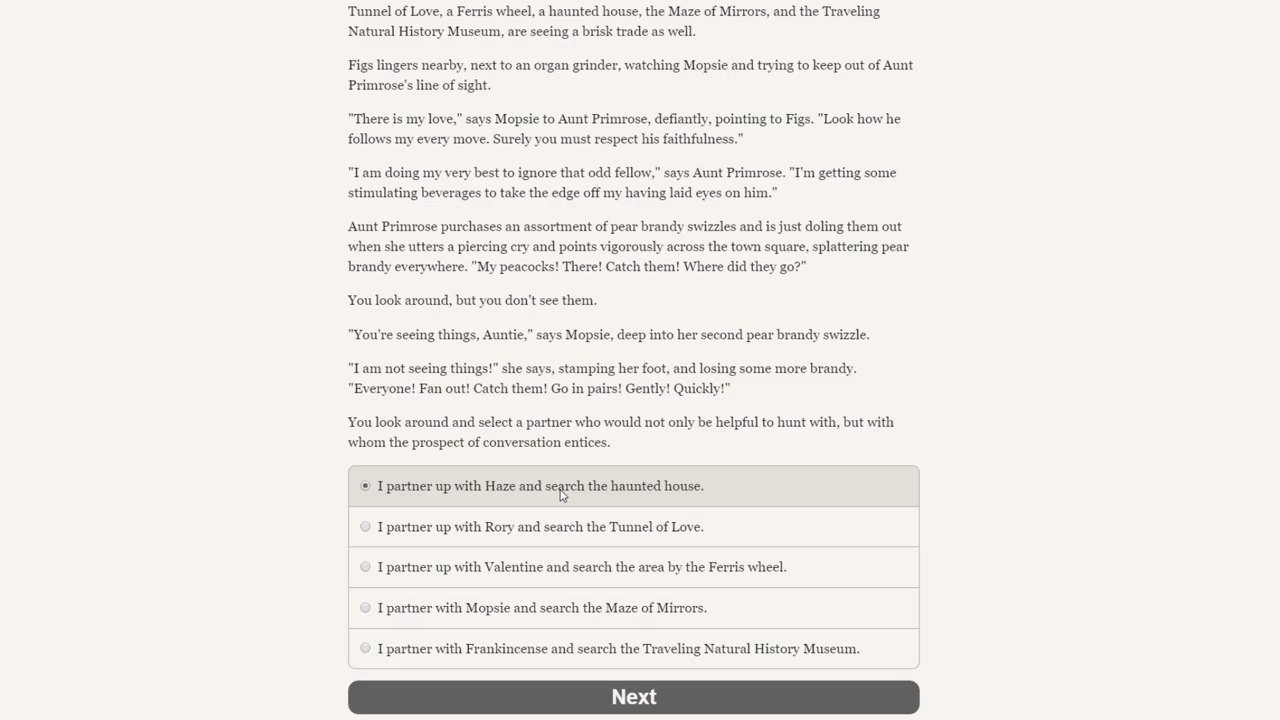 Tunnel of Love, a Ferris wheel, a haunted house, the Maze of Mirrors, and the Traveling
Natural History Museum, are seeing a brisk trade as well.
Figs lingers nearby, next to an organ grinder, watching Mopsie and trying to keep out of Aunt
Primrose's line of sight.
"There is my love," says Mopsie to Aunt Primrose, defiantly, pointing to Figs. "Look how he
follows my every move. Surely you must respect his faithfulness."
"I am doing my very best to ignore that odd fellow," says Aunt Primrose. "I'm getting some
stimulating beverages to take the edge off my having laid eyes on him."
Aunt Primrose purchases an assortment of pear brandy swizzles and is just doling them out
when she utters a piercing cry and points vigorously across the town square, splattering pear
brandy everywhere. "My peacocks! There! Catch them! Where did they go?"
You look around, but you don't see them.
"You're seeing things, Auntie," says Mopsie, deep into her second pear brandy swizzle.
"I am not seeing things!" she says, stamping her foot, and losing some more brandy.
"Everyone! Fan out! Catch them! Go in pairs! Gently! Quickly!"
You look around and select a partner who would not only be helpful to hunt with, but with
whom the prospect of conversation entices.
I partner up with Haze and search the haunted house.
I partner up with Rory and search the Tunnel of Love.
I partner up with Valentine and search the area by the Ferris wheel.
I partner with Mopsie and search the Maze of Mirrors.
I partner with Frankincense and search the Traveling Natural History Museum.
Next